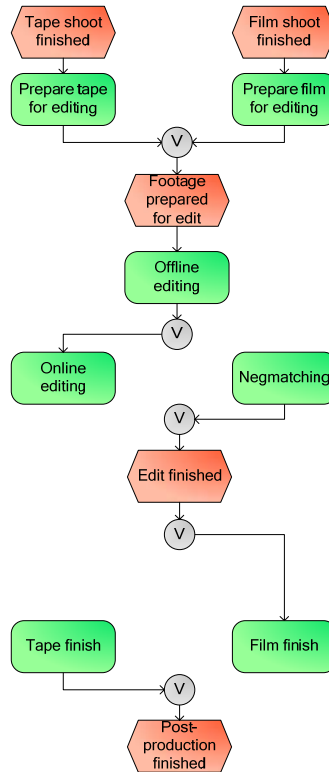 Tape shoot
finished
Film shoot
finished
Prepare tape
for editing
Prepare film
for editing
V
Footage
prepared
for edit
Offline
editing
V
Online
editing
Negmatching
V
Edit finished
V
Tape finish
Film finish
V
Post-
production
finished